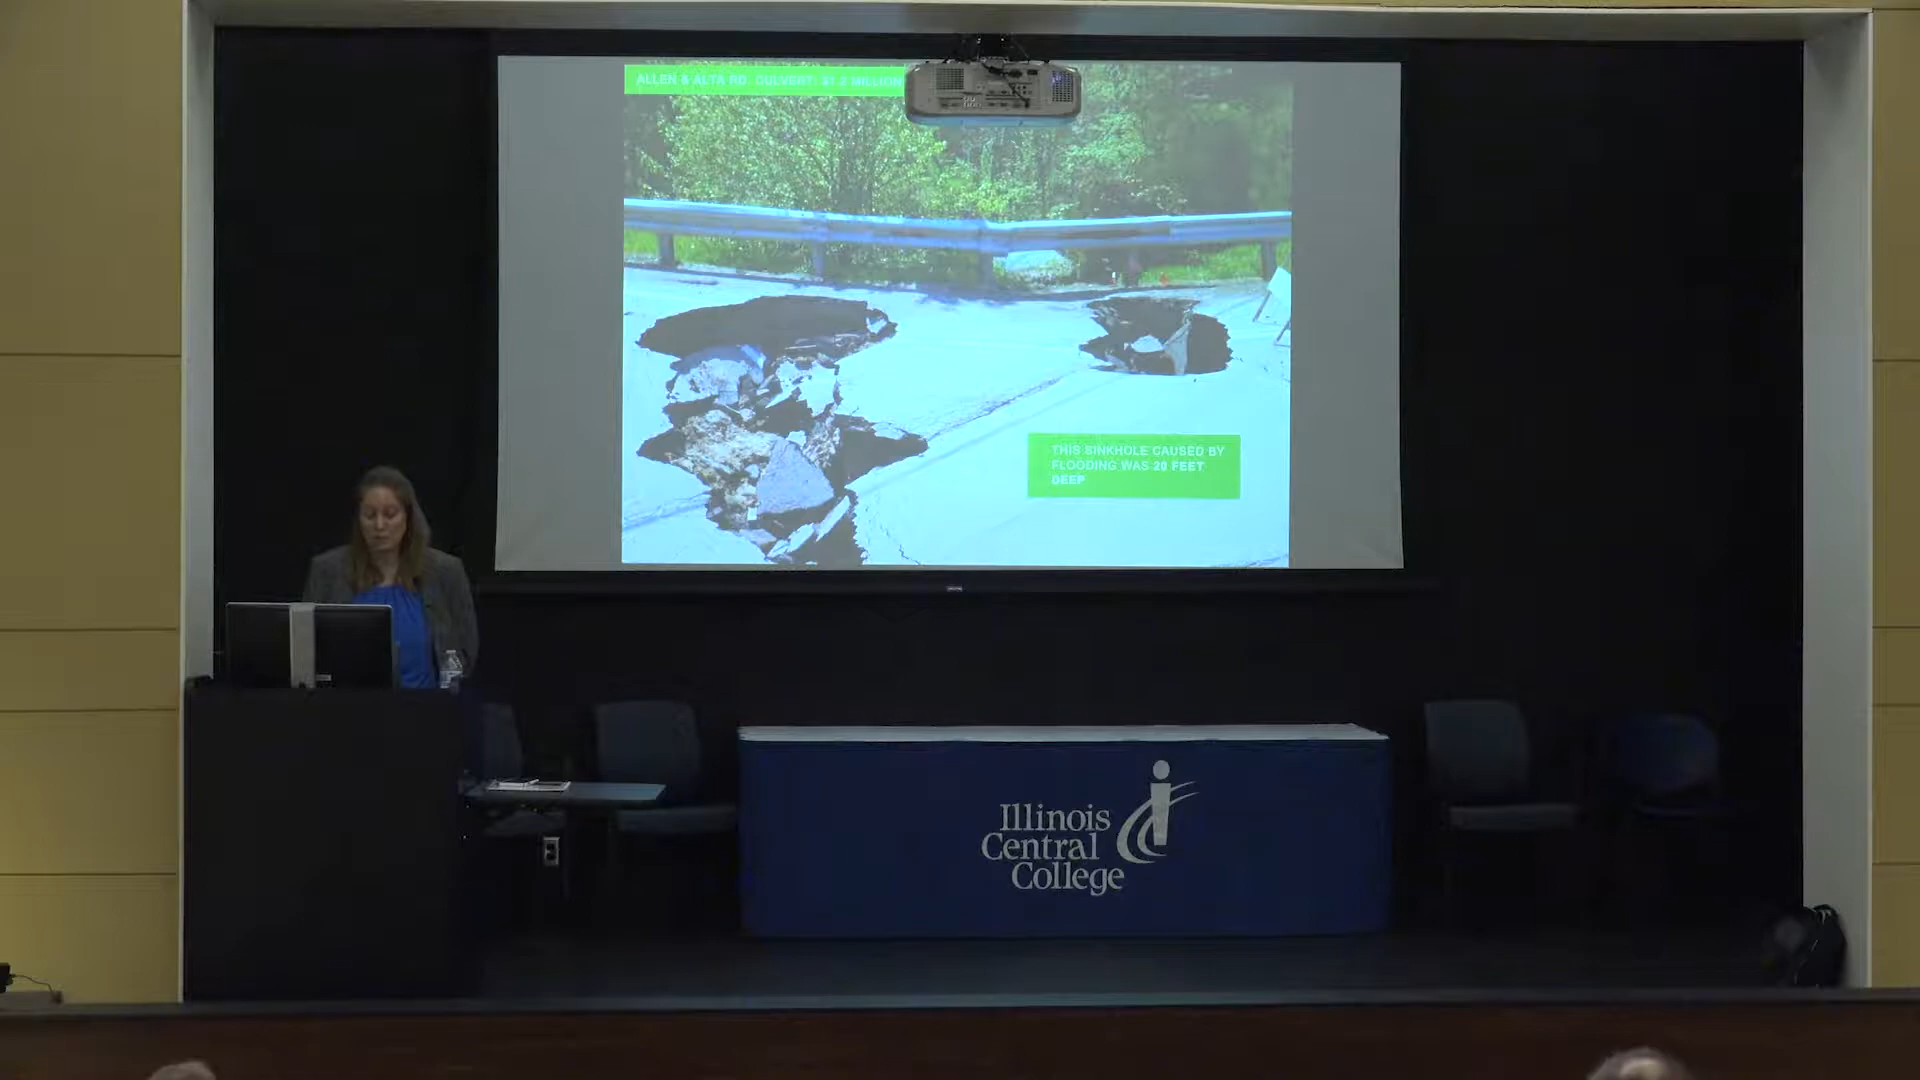 ALLEN & ALTA RD. CULVERT: $1.2 MILLION
THIS SINKHOLE CAUSED BY
FLOODING WAS 20 FEET
DEEP
Illinois
Central
College